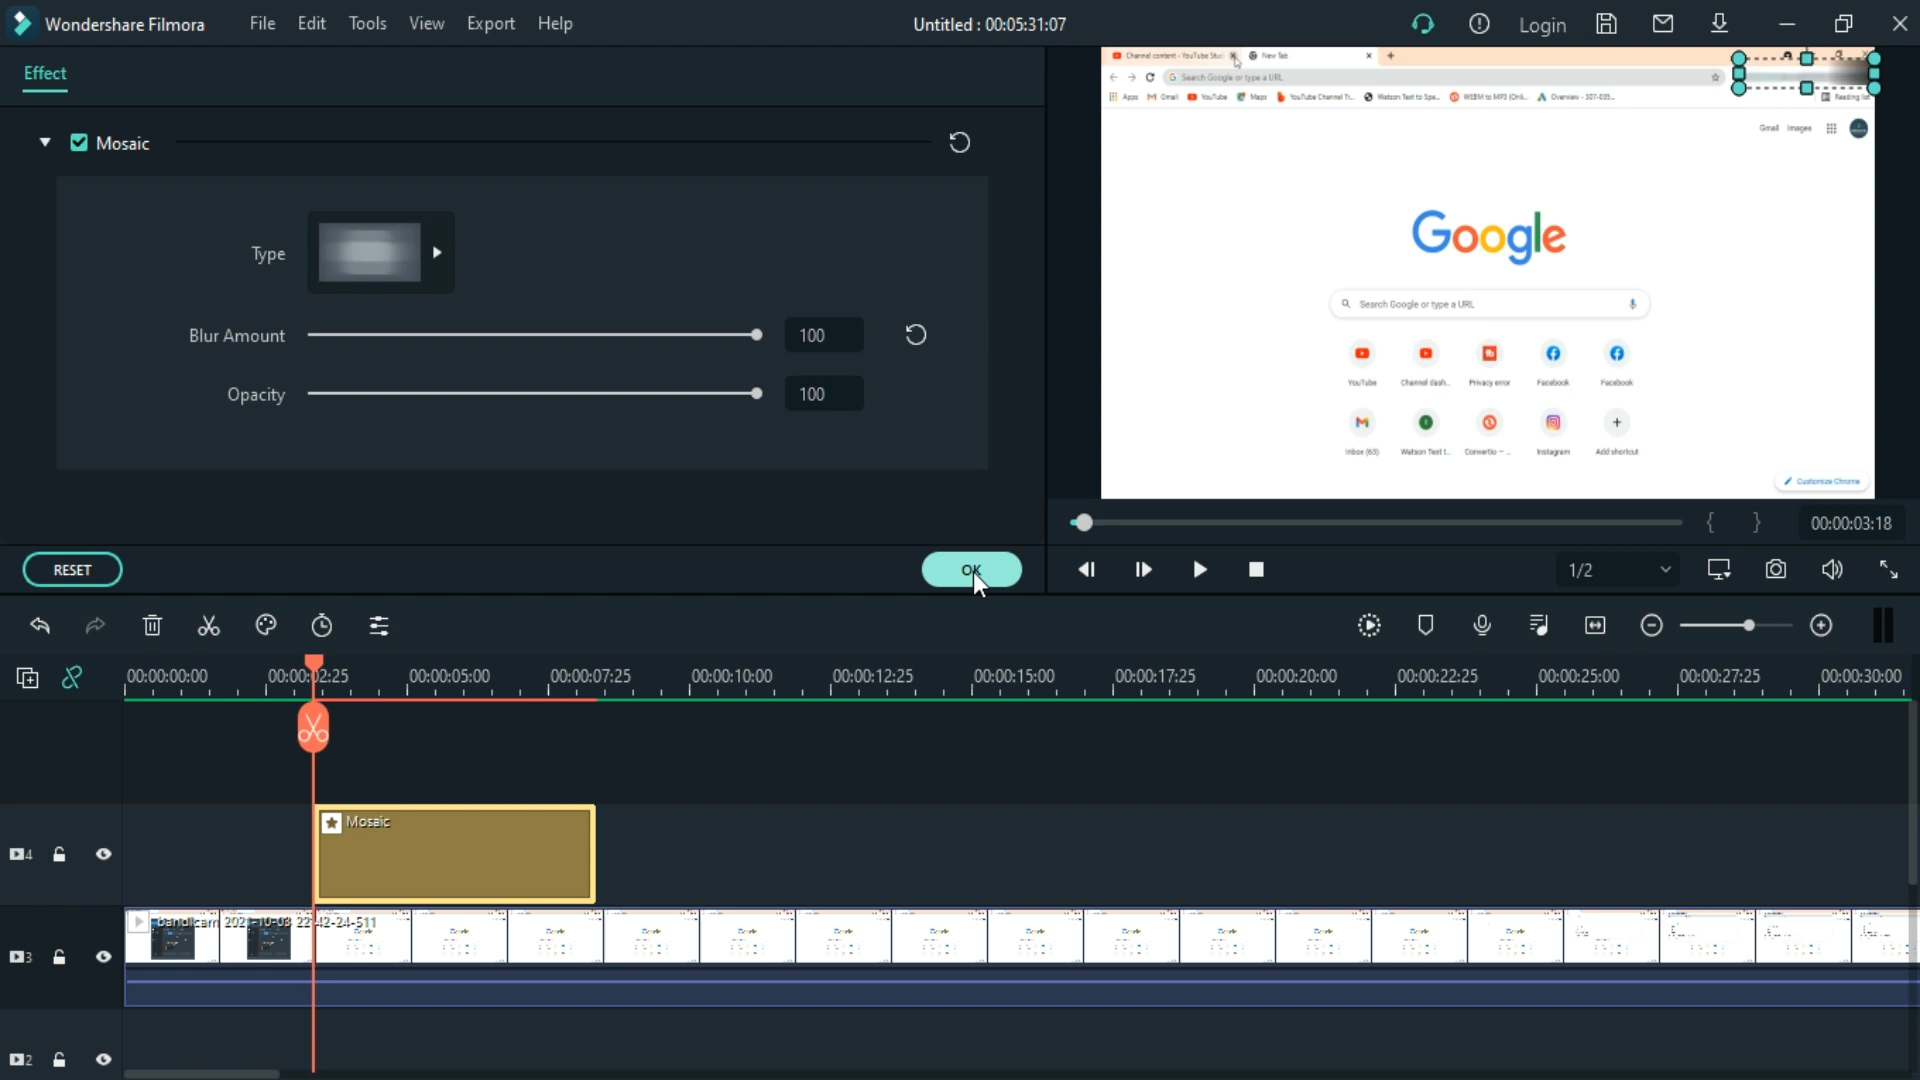 Wondershare Filmora File Edit Tools View Export Help Untitled : 00:05:31:07 Login
Effect
Mosaic
Type
Blur Amount 100
Opacity 100
RESET OK
Channel content - YouTube Stud New Tab
Search Google or type a URL
Apps Gmail YouTube Maps YouTube Channel Tr... Watson Text to Spe... WEBM to MP3 (Onli... Overview - 307-035... Reading list
Gmail Images
Google
Search Google or type a URL
YouTube Channel dash... Privacy error Facebook Facebook
Inbox (63) Watson Text t... Convertio — ... Instagram Add shortcut
Customize Chrome
{ } 00:00:03:18
1/2
00:00:00:00 00:00:02:25 00:00:05:00 00:00:07:25 00:00:10:00 00:00:12:25 00:00:15:00 00:00:17:25 00:00:20:00 00:00:22:25 00:00:25:00 00:00:27:25 00:00:30:00
4 Mosaic
3 bandicam 2021-10-03 22-42-24-511
2